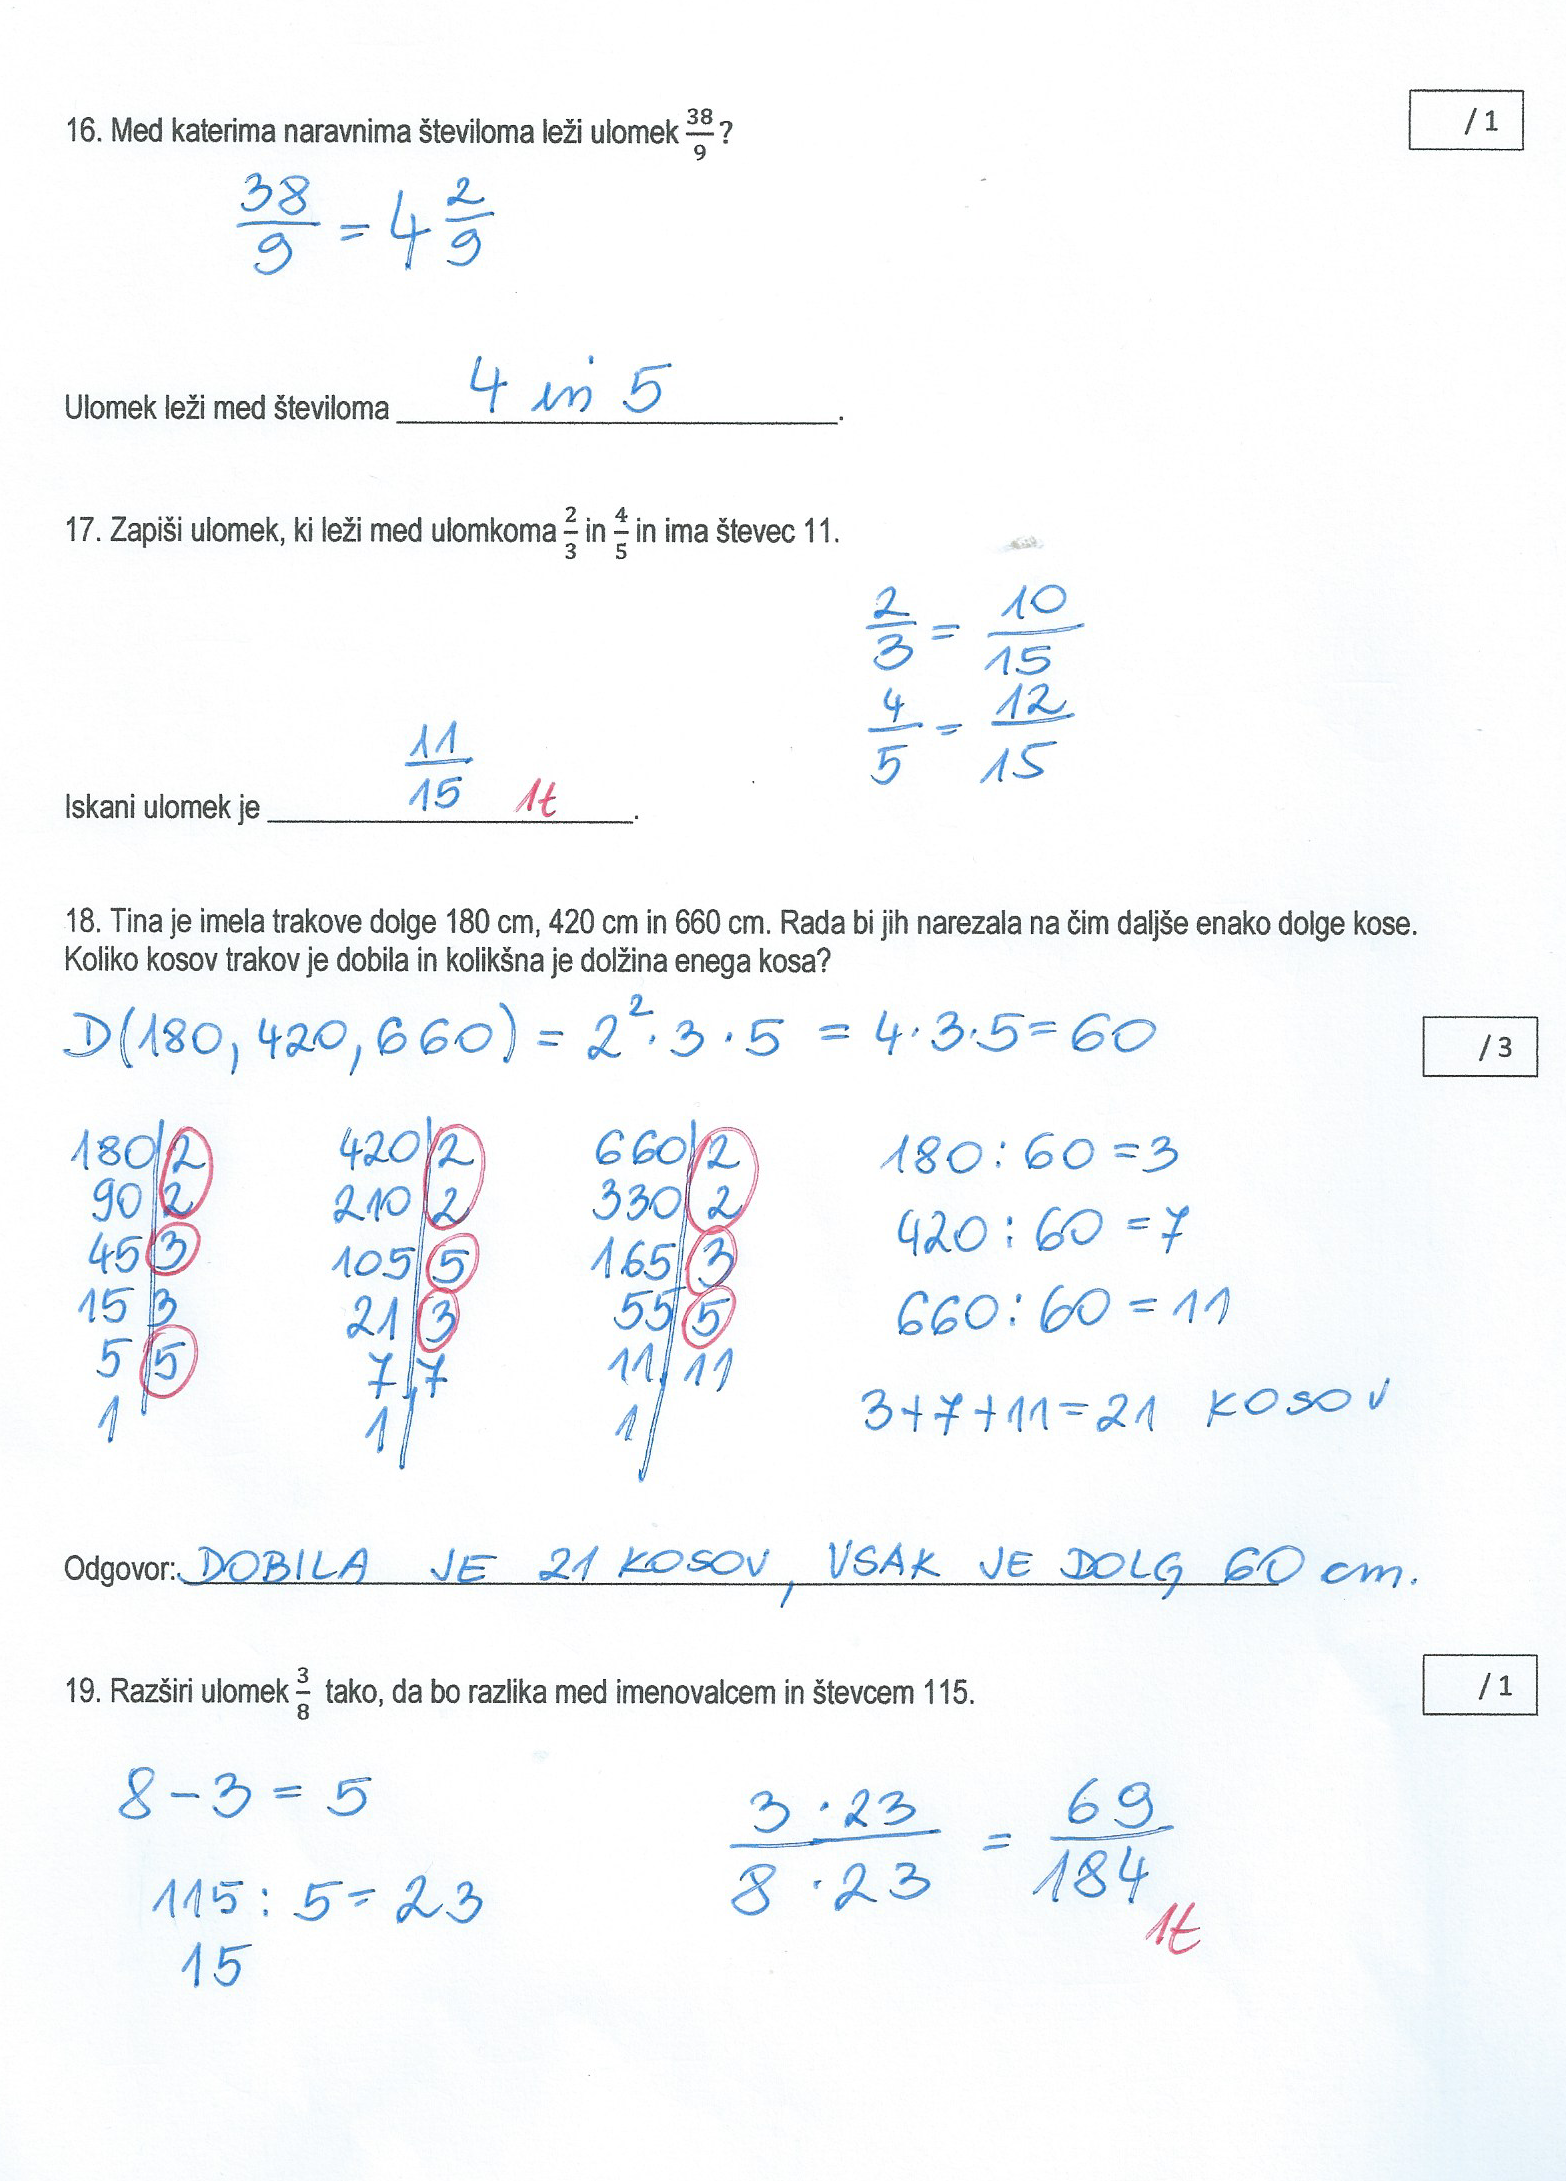 16. Med katerima naravnima številoma leži ulomek 38/9?
/ 1
38/9 = 4 2/9
Ulomek leži med številoma 4 in 5.
17. Zapiši ulomek, ki leži med ulomkoma 2/3 in 4/5 in ima števec 11.
2/3 = 10/15
4/5 = 12/15
Iskani ulomek je 11/15 1t.
18. Tina je imela trakove dolge 180 cm, 420 cm in 660 cm. Rada bi jih narezala na čim daljše enako dolge kose.
Koliko kosov trakov je dobila in kolikšna je dolžina enega kosa?
D(180, 420, 660) = 2² · 3 · 5 = 4 · 3 · 5 = 60
/ 3
180 | 2
90 | 2
45 | 3
15 | 3
5 | 5
1
420 | 2
210 | 2
105 | 5
21 | 3
7 | 7
1
660 | 2
330 | 2
165 | 3
55 | 5
11 | 11
1
180 : 60 = 3
420 : 60 = 7
660 : 60 = 11
3 + 7 + 11 = 21 KOSOV
Odgovor: DOBILA JE 21 KOSOV, VSAK JE DOLG 60 cm.
19. Razširi ulomek 3/8 tako, da bo razlika med imenovalcem in števcem 115.
/ 1
8 - 3 = 5
115 : 5 = 23
15
3 · 23 / 8 · 23 = 69/184
1t